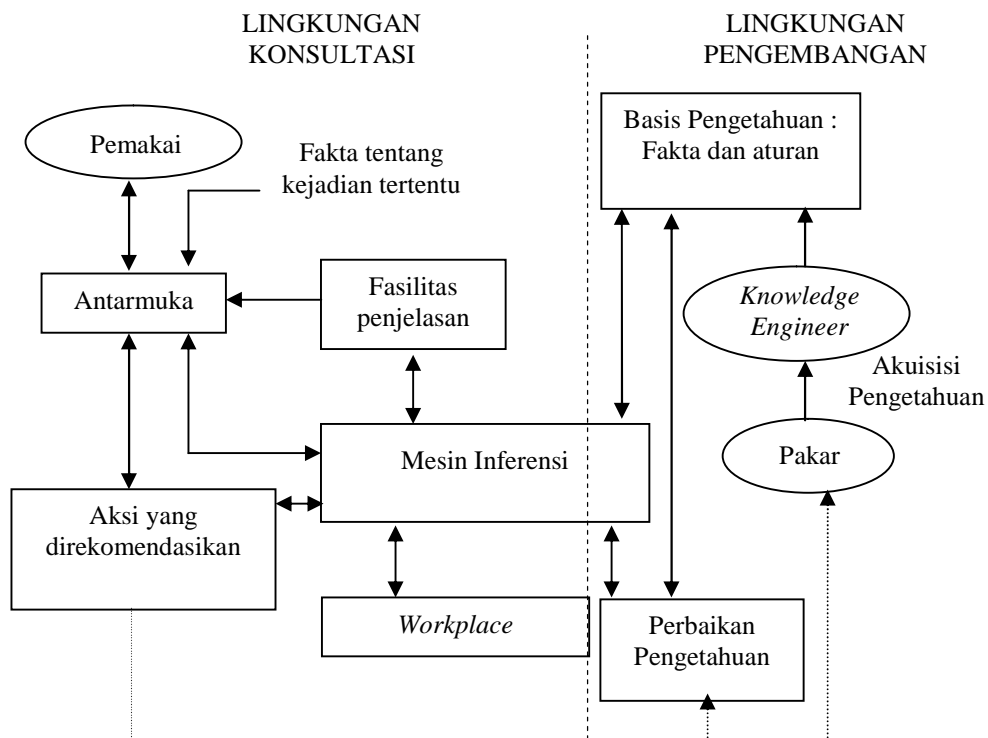 LINGKUNGAN
KONSULTASI
LINGKUNGAN
PENGEMBANGAN
Pemakai
Fakta tentang
kejadian tertentu
Basis Pengetahuan :
Fakta dan aturan
Antarmuka
Fasilitas
penjelasan
Knowledge
Engineer
Akuisisi
Pengetahuan
Mesin Inferensi
Pakar
Aksi yang
direkomendasikan
Workplace
Perbaikan
Pengetahuan